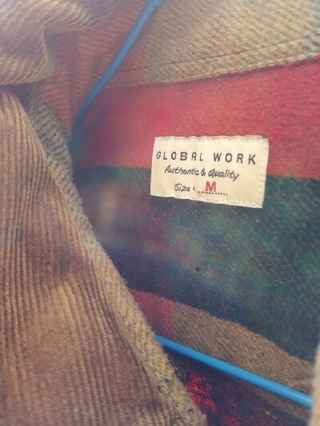 GLOBAL WORK
Authentic & Quality
Size: M